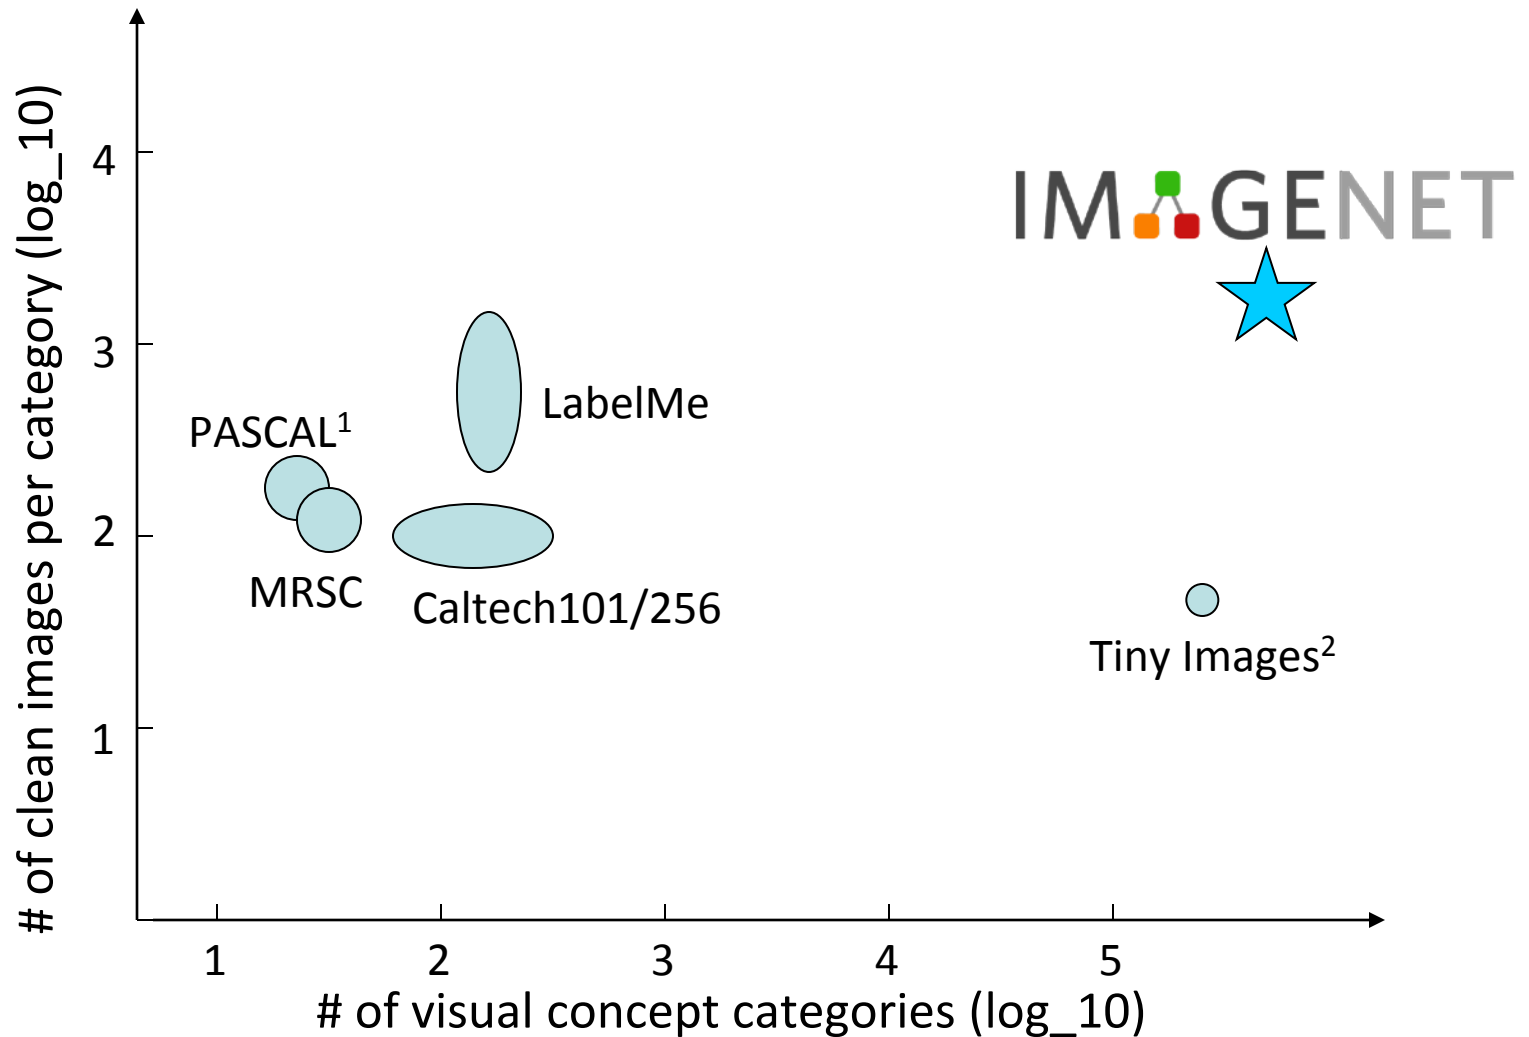 # of clean images per category (log_10)
4
3
2
1
IMAGENET
LabelMe
PASCAL¹
MRSC
Caltech101/256
Tiny Images²
1 2 3 4 5
# of visual concept categories (log_10)